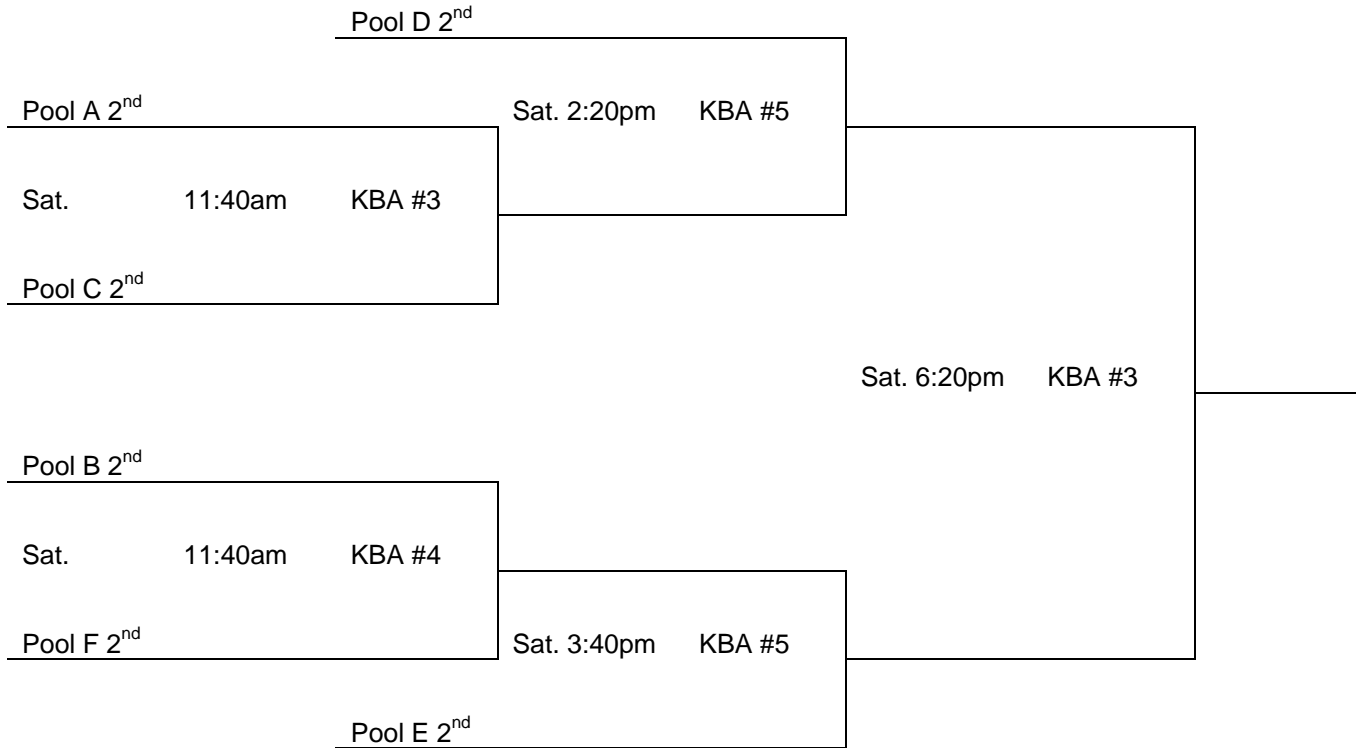 Pool D 2nd
Pool A 2nd
Sat. 2:20pm KBA #5
Sat. 11:40am KBA #3
Pool C 2nd
Sat. 6:20pm KBA #3
Pool B 2nd
Sat. 11:40am KBA #4
Pool F 2nd
Sat. 3:40pm KBA #5
Pool E 2nd